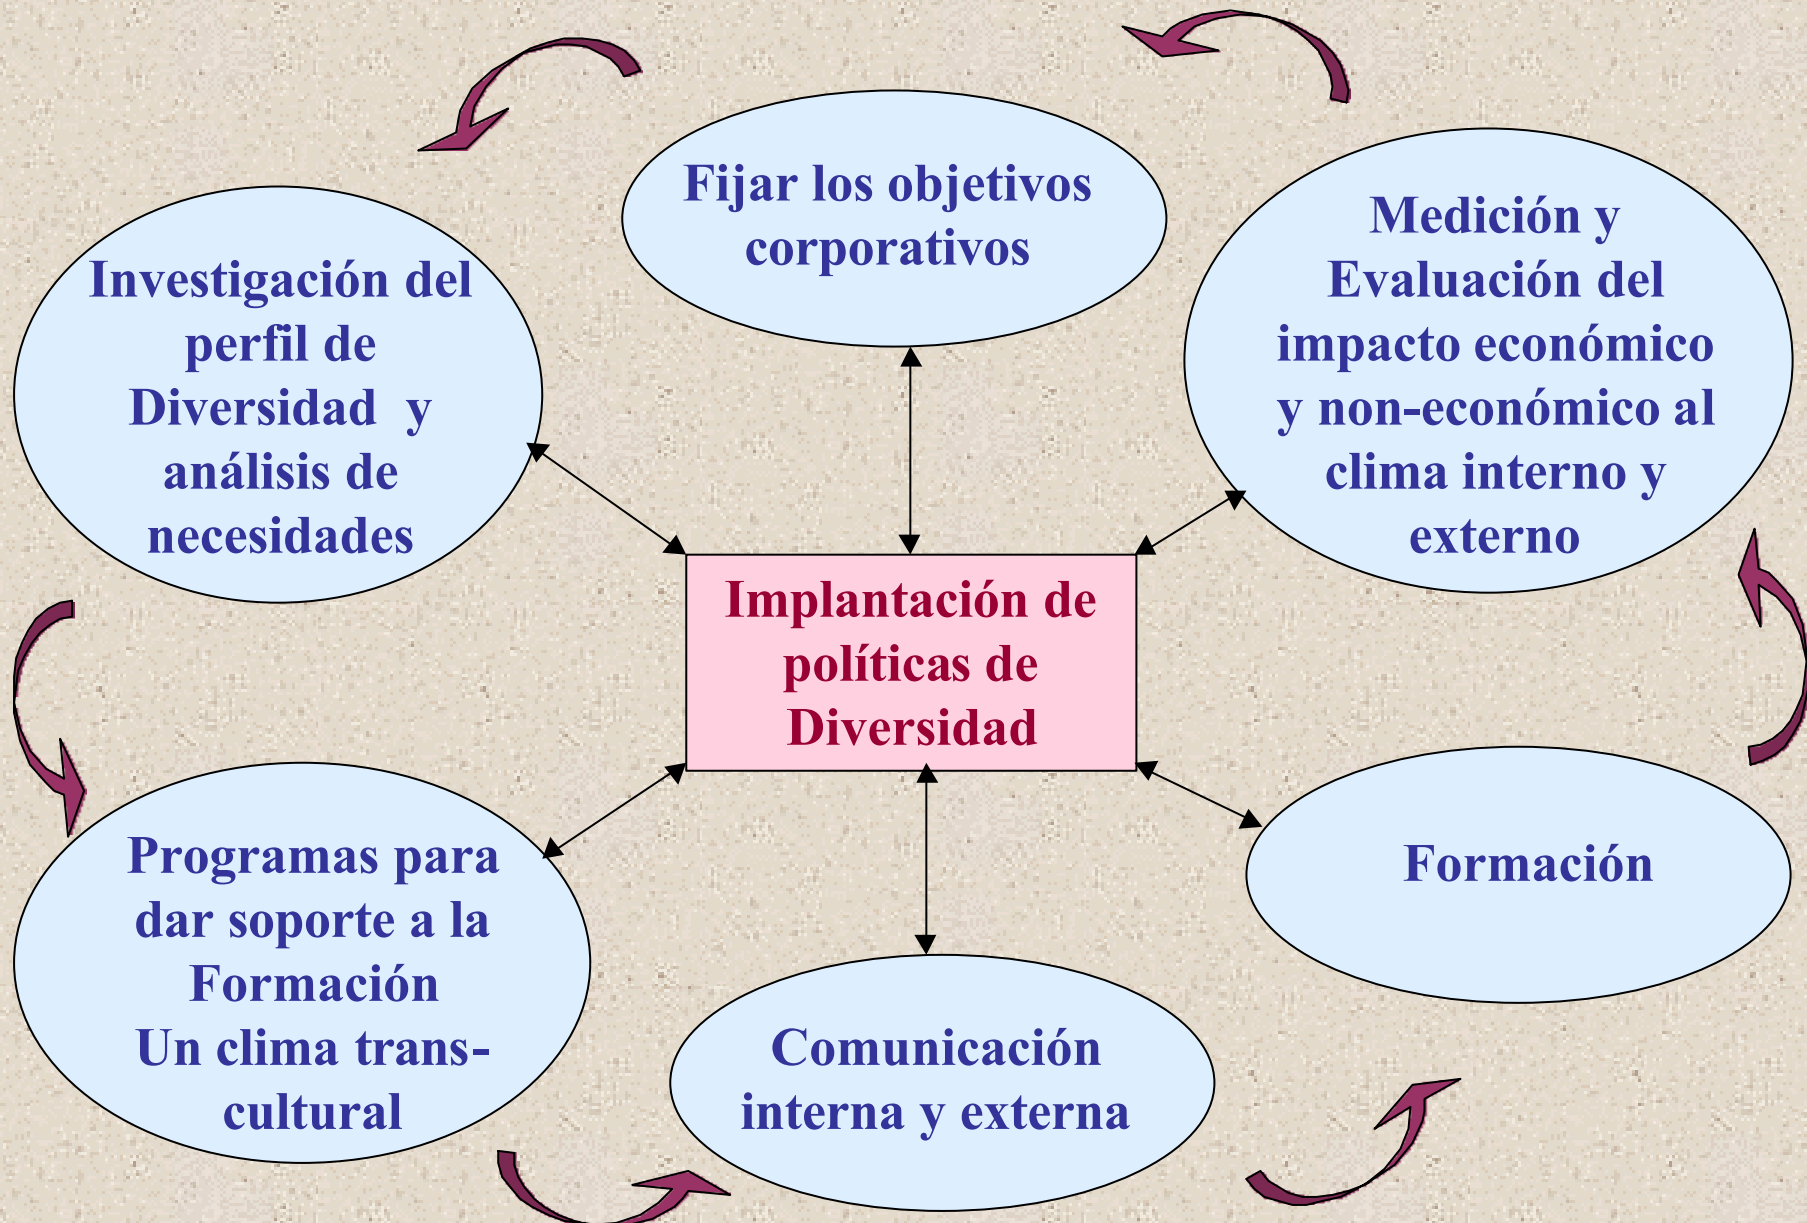 Fijar los objetivos
corporativos
Investigación del
perfil de
Diversidad y
análisis de
necesidades
Medición y
Evaluación del
impacto económico
y non-económico al
clima interno y
externo
Implantación de
políticas de
Diversidad
Programas para
dar soporte a la
Formación
Un clima trans-
cultural
Comunicación
interna y externa
Formación